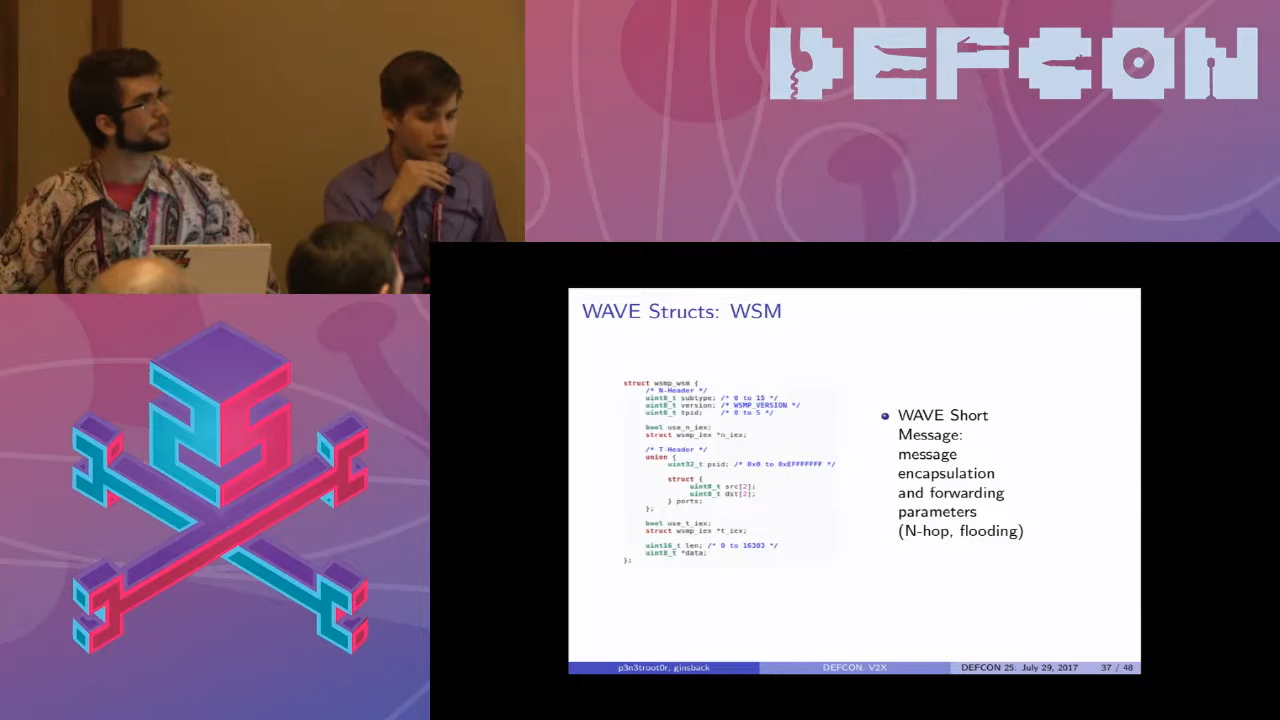 DEFCON
WAVE Structs: WSM
struct wsmp_wsm {
/* N-Header */
uint8_t subtype; /* 0 to 15 */
uint8_t version; /* WSMP_VERSION */
uint8_t tpid; /* 0 to 5 */
bool use_n_iex;
struct wsmp_iex *n_iex;
/* T-Header */
union {
uint32_t psid; /* 0x0 to 0xEFFFFFFF */
struct {
uint8_t src[2];
uint8_t dst[2];
} ports;
};
bool use_t_iex;
struct wsmp_iex *t_iex;
uint16_t len; /* 0 to 16383 */
uint8_t *data;
};
WAVE Short
Message:
message
encapsulation
and forwarding
parameters
(N-hop, flooding)
p3n3troot0r, ginsback
DEFCON: V2X
DEFCON 25: July 29, 2017
37 / 48